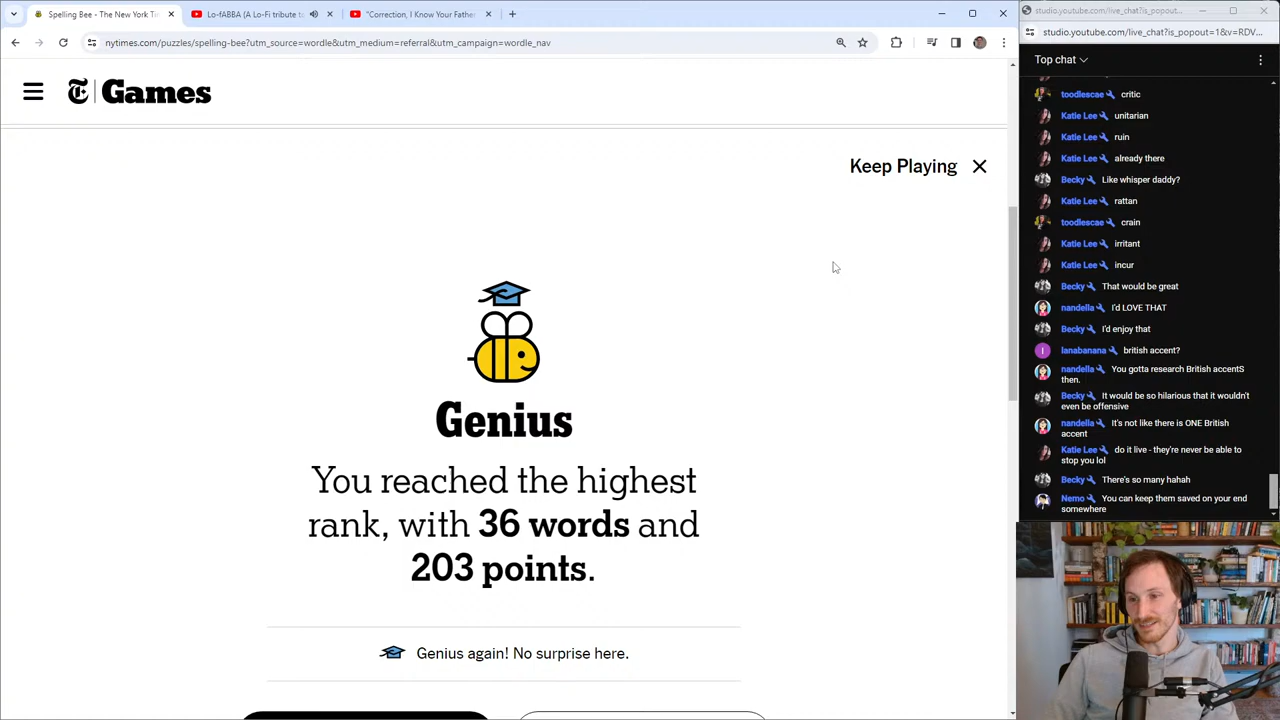 Spelling Bee - The New York Ti
Lo-fABBA (A Lo-Fi tribute to
"Correction, I Know Your Father
nytimes.com/puzzles/spelling-bee?utm_source=wordle&utm_medium=referral&utm_campaign=wordle_nav
Games
Keep Playing
Genius
You reached the highest
rank, with 36 words and
203 points.
Genius again! No surprise here.
studio.youtube.com/live_chat?is_popout...
studio.youtube.com/live_chat?is_popout=1&v=RDV...
Top chat
toodlescae critic
Katie Lee unitarian
Katie Lee ruin
Katie Lee already there
Becky Like whisper daddy?
Katie Lee rattan
toodlescae crain
Katie Lee irritant
Katie Lee incur
Becky That would be great
nandella I'd LOVE THAT
Becky I'd enjoy that
lanabanana british accent?
nandella You gotta research British accentS
then.
Becky It would be so hilarious that it wouldn't
even be offensive
nandella It's not like there is ONE British
accent
Katie Lee do it live - they're never be able to
stop you lol
Becky There's so many hahah
Nemo You can keep them saved on your end
somewhere